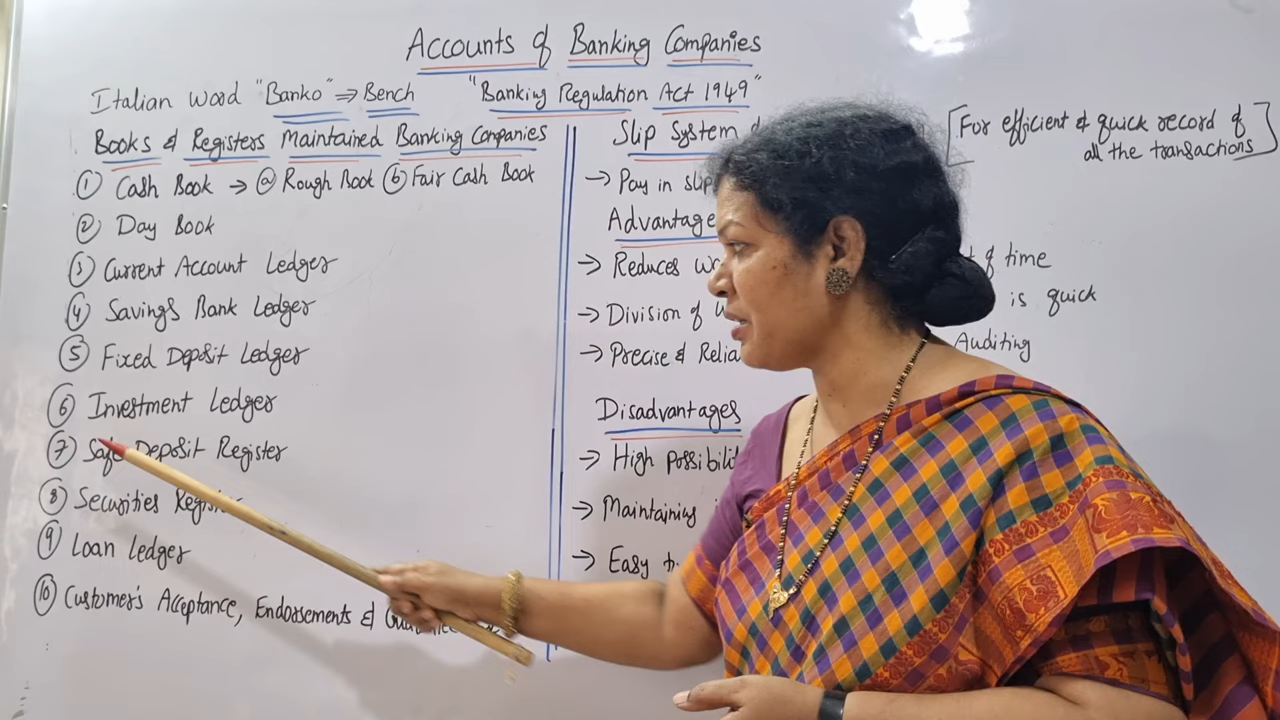 Accounts of Banking Companies
Italian Word "Banko" ⇒ Bench "Banking Regulation Act 1949"
Books & Registers Maintained Banking Companies
① Cash Book → ⓐ Rough Book ⓑ Fair Cash Book
② Day Book
③ Current Account Ledger
④ Savings Bank Ledger
⑤ Fixed Deposit Ledger
⑥ Investment Ledger
⑦ Safe Deposit Register
⑧ Securities
⑨ Loan Ledger
⑩ Customer's Acceptance, Endorsements &
Slip System
[For efficient & quick record of
all the transactions]
→ Pay in slip
Advantage
→ Reduces of time
→ Division of is quick
→ Precise & Auditing
Disadvantages
→ High
→ Maintaining
→ Easy